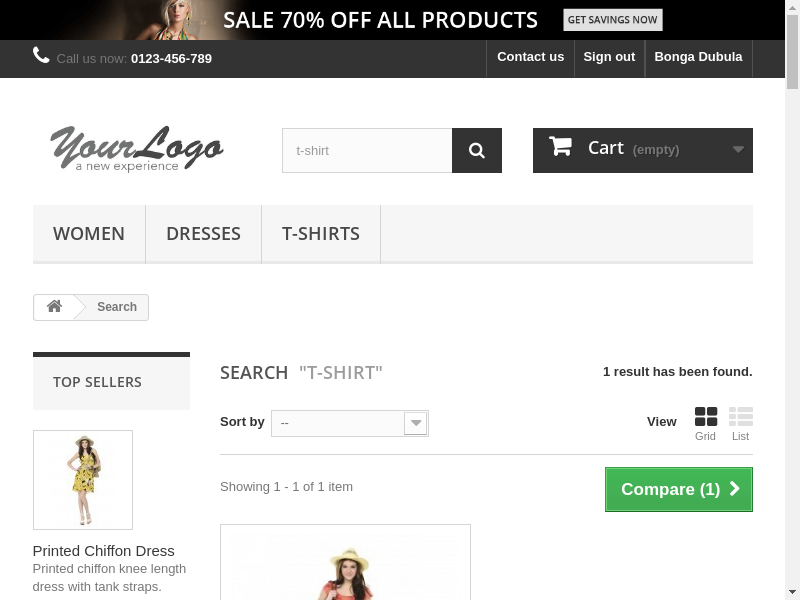 SALE 70% OFF ALL PRODUCTS GET SAVINGS NOW
Call us now: 0123-456-789 Contact us Sign out Bonga Dubula
YourLogo
a new experience
t-shirt
Cart (empty)
WOMEN DRESSES T-SHIRTS
Search
TOP SELLERS
SEARCH "T-SHIRT" 1 result has been found.
Sort by -- View Grid List
Showing 1 - 1 of 1 item Compare (1)
Printed Chiffon Dress
Printed chiffon knee length
dress with tank straps.